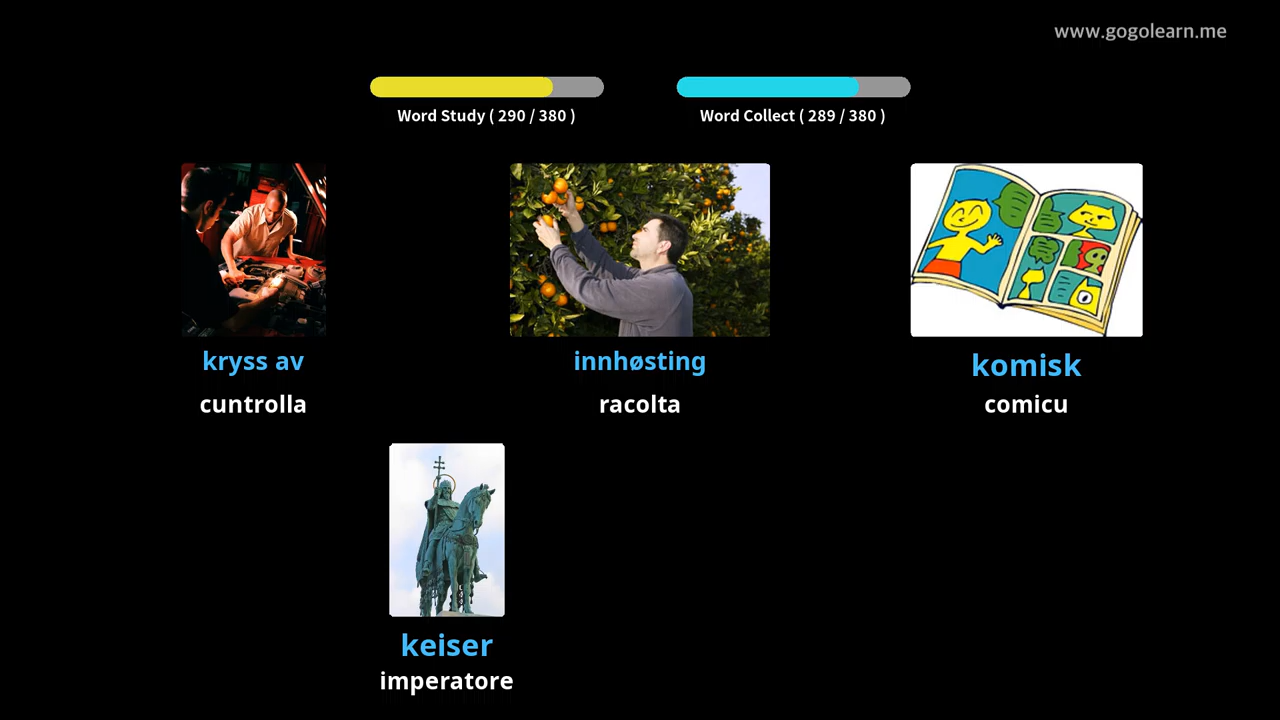 www.gogolearn.me
Word Study ( 290 / 380 )
Word Collect ( 289 / 380 )
kryss av
cuntrolla
innhøsting
racolta
komisk
comicu
keiser
imperatore